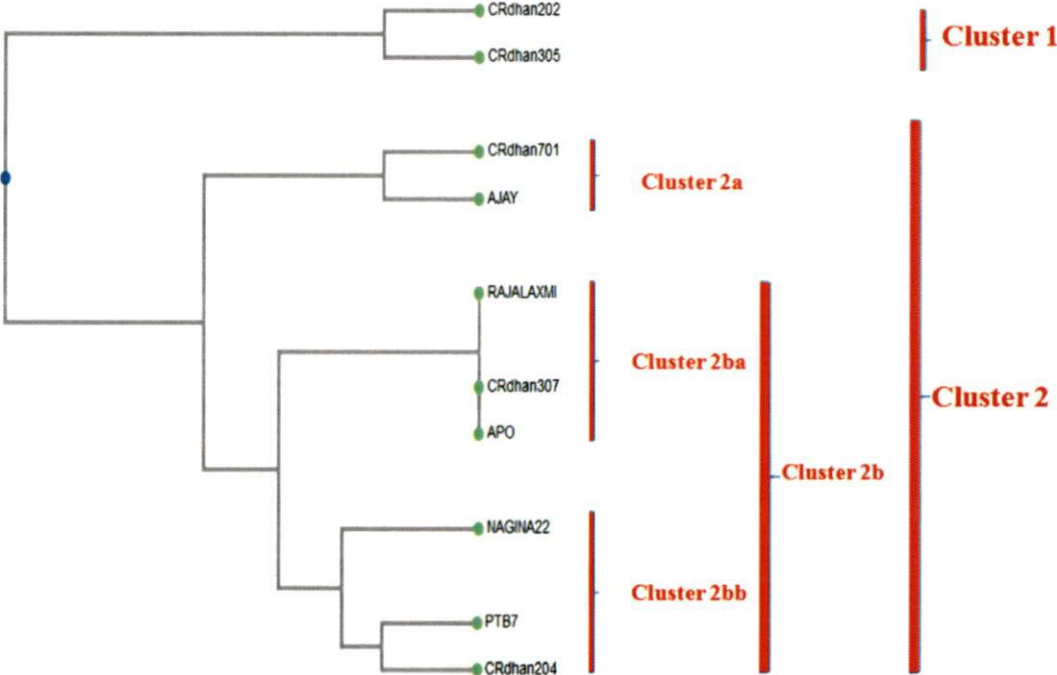 CRdhan202
Cluster 1
CRdhan305
CRdhan701
Cluster 2a
AJAY
RAJALAXMI
Cluster 2ba
CRdhan307
Cluster 2
APO
Cluster 2b
NAGINA22
Cluster 2bb
PTB7
CRdhan204